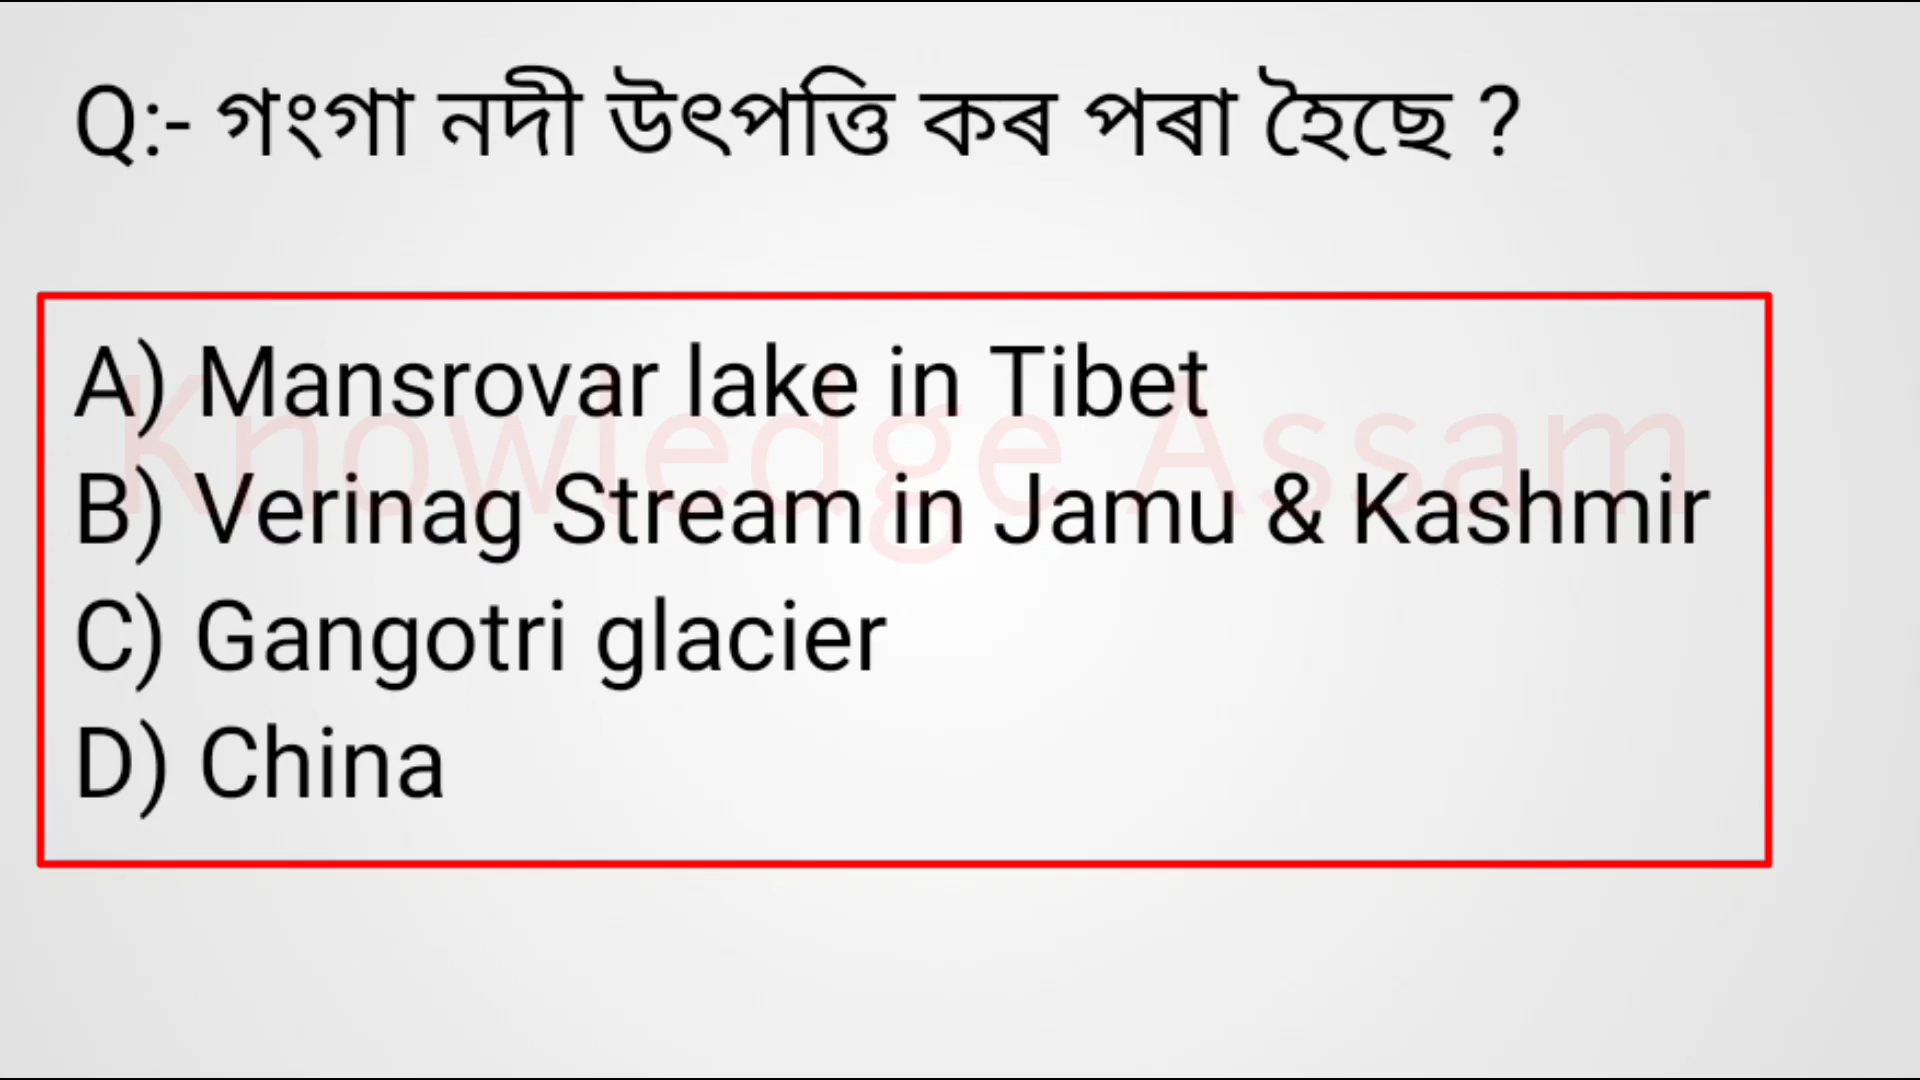 Q:- গংগা নদী উৎপত্তি কৰ পৰা হৈছে ?
A) Mansrovar lake in Tibet
Knowledge Assam
B) Verinag Stream in Jamu & Kashmir
C) Gangotri glacier
D) China